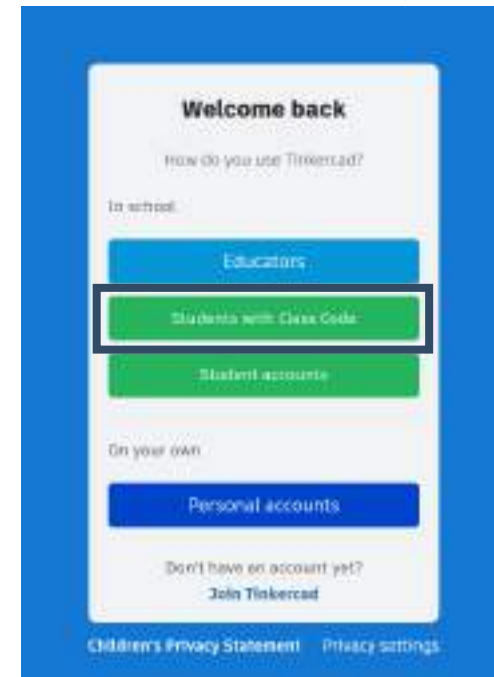 Welcome back
How do you use Tinkercad?
In school
Educators
Students with Class Code
Student accounts
On your own
Personal accounts
Don't have an account yet?
Join Tinkercad
Children's Privacy Statement Privacy settings